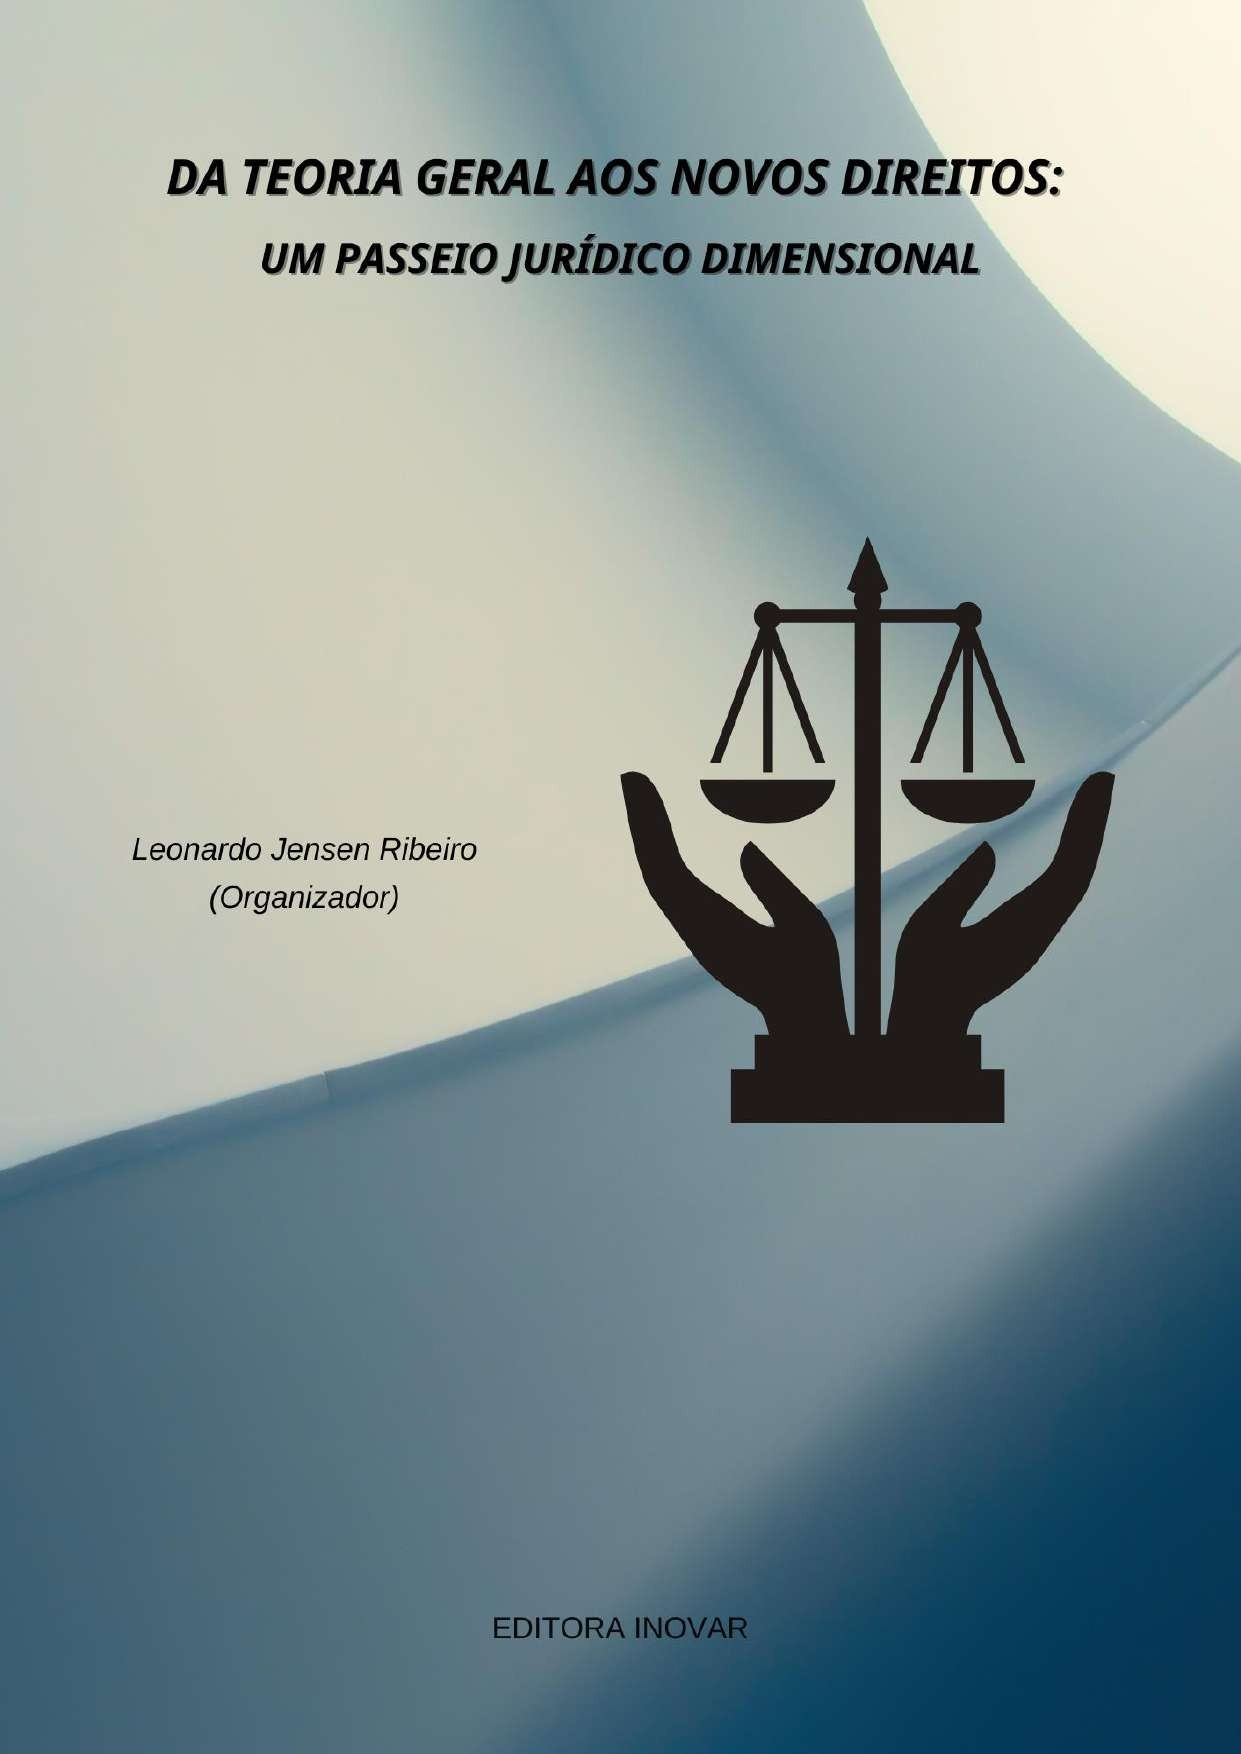 DA TEORIA GERAL AOS NOVOS DIREITOS:
UM PASSEIO JURÍDICO DIMENSIONAL
Leonardo Jensen Ribeiro
(Organizador)
EDITORA INOVAR